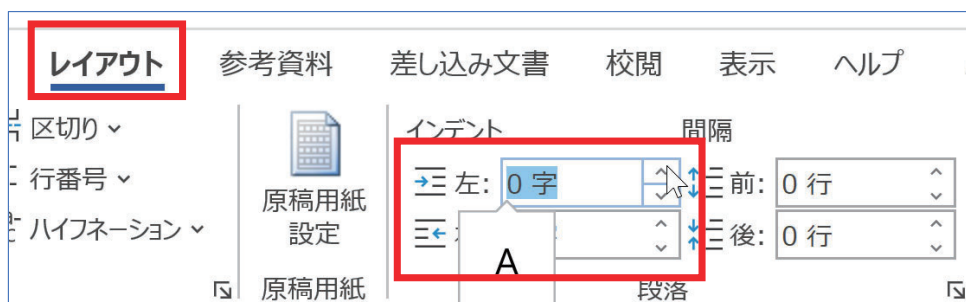 レイアウト 参考資料 差し込み文書 校閲 表示 ヘルプ
区切り インデント 間隔
行番号 左: 0 字 前: 0 行
原稿用紙
設定
ハイフネーション 後: 0 行
A
原稿用紙 段落